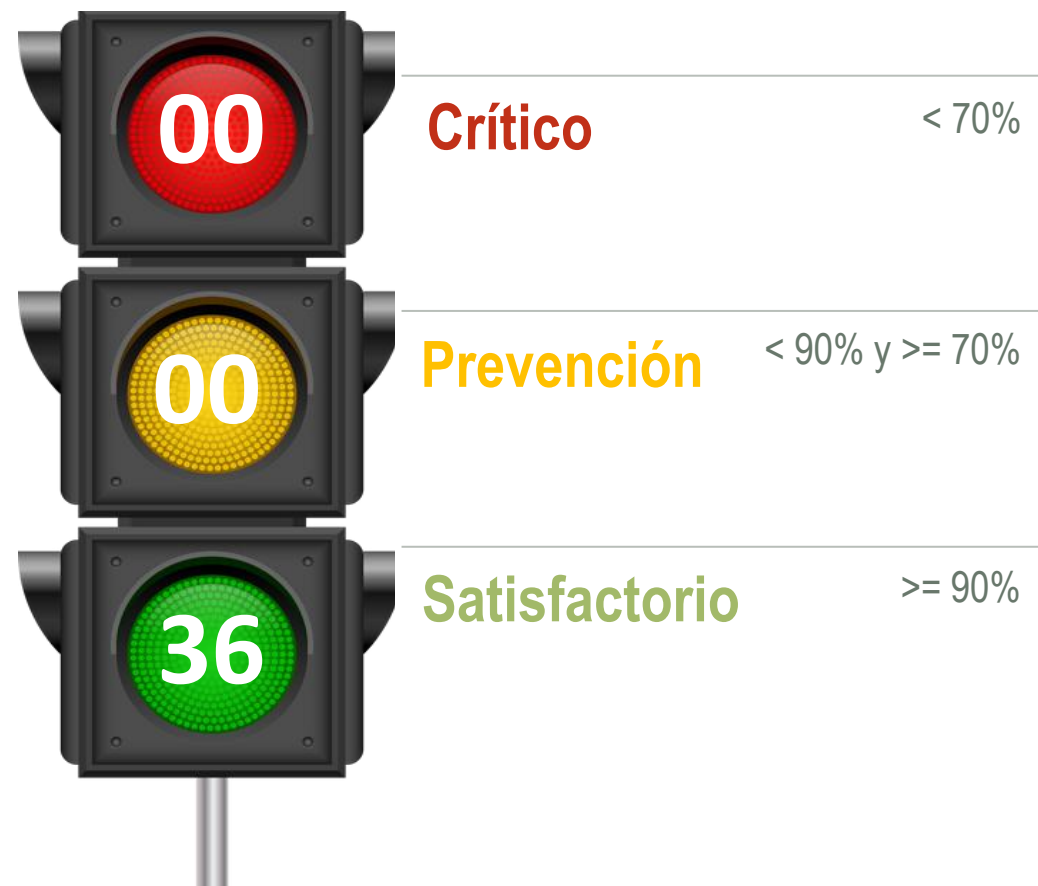 00
Crítico
< 70%
00
Prevención
< 90% y >= 70%
36
Satisfactorio
>= 90%